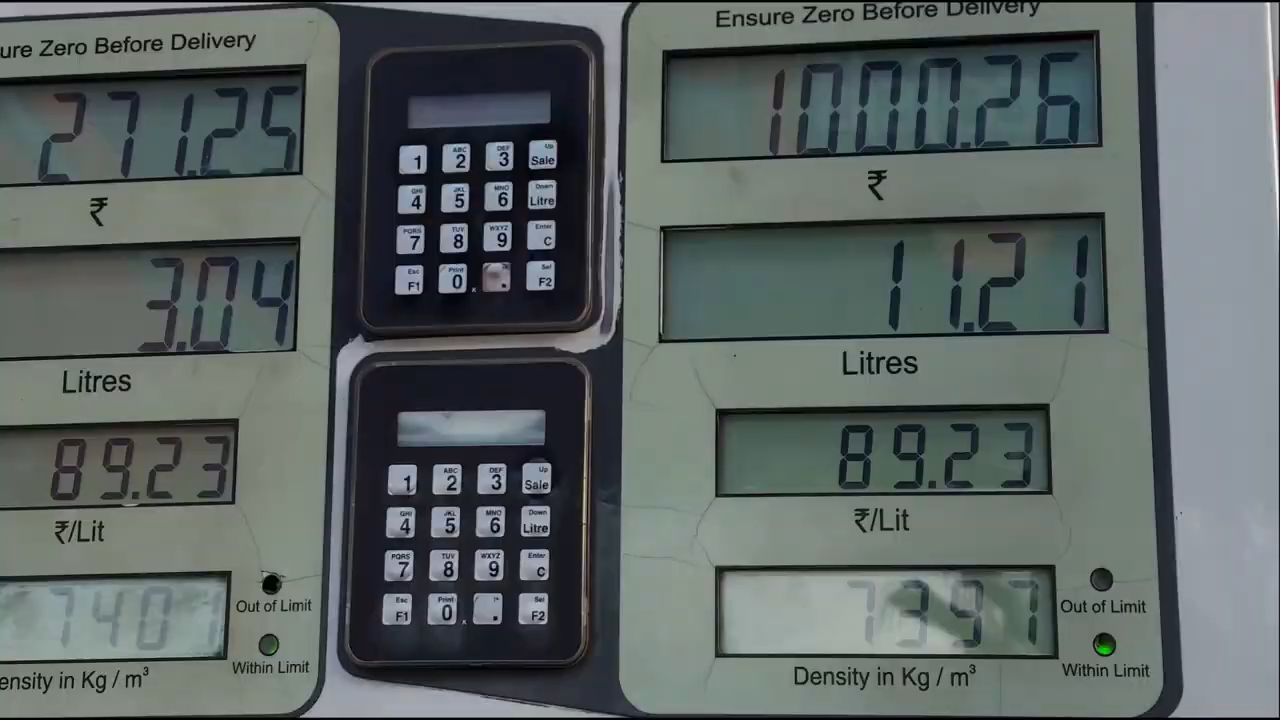 ure Zero Before Delivery
271.25
₹
3.04
Litres
89.23
₹/Lit
7401
ensity in Kg / m³
Out of Limit
Within Limit
1 ABC 2 DEF 3 Up Sale
GHI 4 JKL 5 MNO 6 Down Litre
PQRS 7 TUV 8 WXYZ 9 Enter C
Esc F1 Print 0 . Sel F2
1 ABC 2 DEF 3 Up Sale
GHI 4 JKL 5 MNO 6 Down Litre
PQRS 7 TUV 8 WXYZ 9 Enter C
Esc F1 Print 0 . Sel F2
Ensure Zero Before Delivery
1000.26
₹
11.21
Litres
89.23
₹/Lit
7397
Density in Kg / m³
Out of Limit
Within Limit